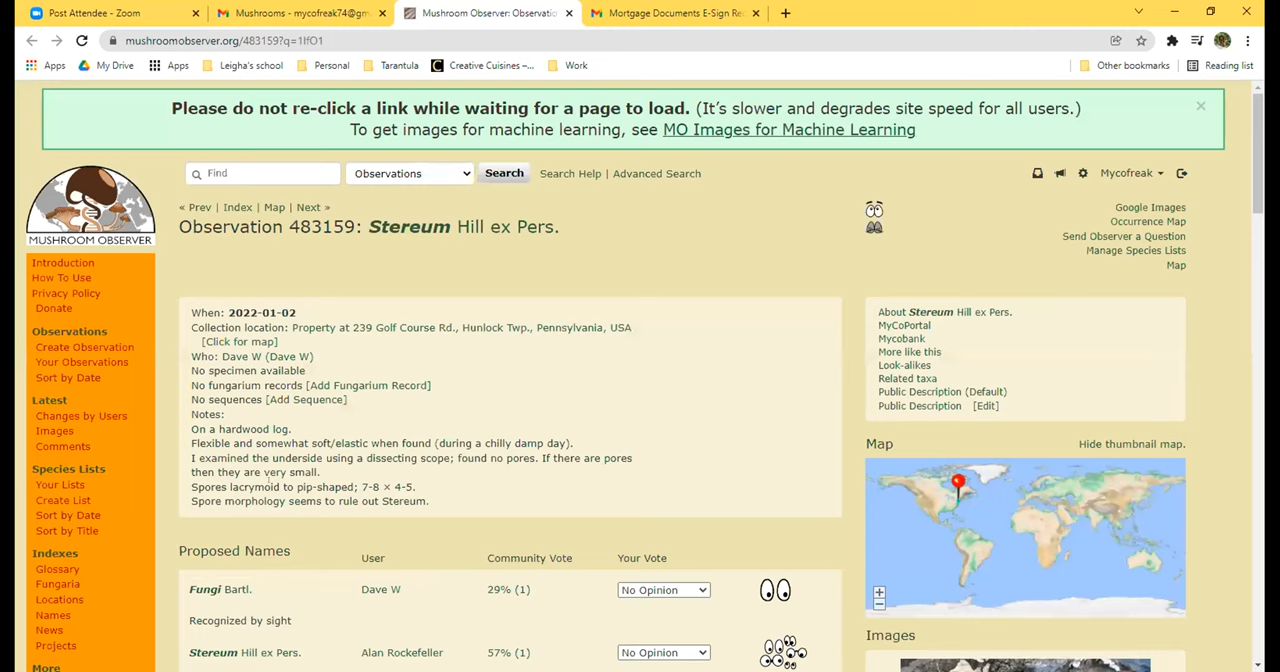 Post Attendee - Zoom
Mushrooms - mycofreak74@gm
Mushroom Observer: Observatio
Mortgage Documents E-Sign Re
mushroomobserver.org/483159?q=1IfO1
Apps
My Drive
Apps
Leigha's school
Personal
Tarantula
Creative Cuisines –...
Work
Other bookmarks
Reading list
Please do not re-click a link while waiting for a page to load. (It's slower and degrades site speed for all users.)
To get images for machine learning, see MO Images for Machine Learning
MUSHROOM OBSERVER
Find
Observations
Search
Search Help | Advanced Search
Mycofreak
« Prev | Index | Map | Next »
Observation 483159: Stereum Hill ex Pers.
Google Images
Occurrence Map
Send Observer a Question
Manage Species Lists
Map
Introduction
How To Use
Privacy Policy
Donate
Observations
Create Observation
Your Observations
Sort by Date
Latest
Changes by Users
Images
Comments
Species Lists
Your Lists
Create List
Sort by Date
Sort by Title
Indexes
Glossary
Fungaria
Locations
Names
News
Projects
More
When: 2022-01-02
Collection location: Property at 239 Golf Course Rd., Hunlock Twp., Pennsylvania, USA
[Click for map]
Who: Dave W (Dave W)
No specimen available
No fungarium records [Add Fungarium Record]
No sequences [Add Sequence]
Notes:
On a hardwood log.
Flexible and somewhat soft/elastic when found (during a chilly damp day).
I examined the underside using a dissecting scope; found no pores. If there are pores
then they are very small.
Spores lacrymoid to pip-shaped; 7-8 × 4-5.
Spore morphology seems to rule out Stereum.
About Stereum Hill ex Pers.
MyCoPortal
Mycobank
More like this
Look-alikes
Related taxa
Public Description (Default)
Public Description [Edit]
Map
Hide thumbnail map.
Images
Proposed Names
User
Community Vote
Your Vote
Fungi Bartl.
Dave W
29% (1)
No Opinion
Recognized by sight
Stereum Hill ex Pers.
Alan Rockefeller
57% (1)
No Opinion